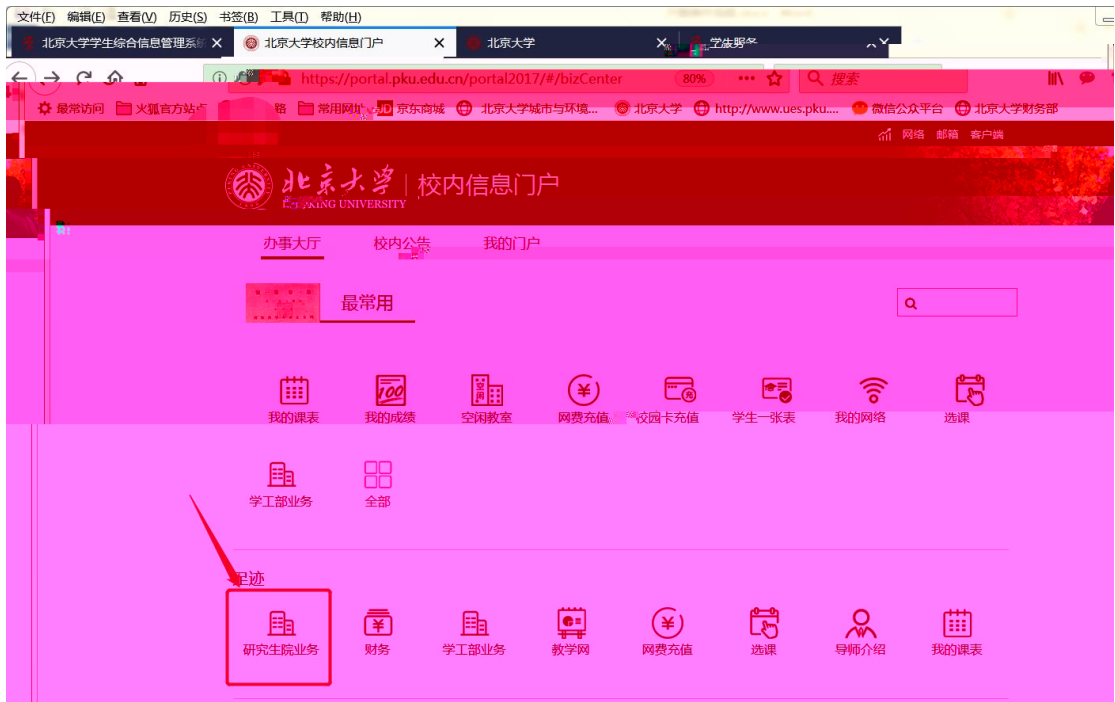 文件(F) 编辑(E) 查看(V) 历史(S) 书签(B) 工具(T) 帮助(H)
北京大学学生综合信息管理系统 北京大学校内信息门户 北京大学
https://portal.pku.edu.cn/portal2017/#/bizCenter 80% 搜索
最常访问 火狐官方站点 常用网址 JD 京东商城 北京大学城市与环境... 北京大学 http://www.ues.pku.... 微信公众平台 北京大学财务部
网络 邮箱 客户端
北京大学 校内信息门户
PEKING UNIVERSITY
办事大厅 校内公告 我的门户
最常用
我的课表 我的成绩 空闲教室 网费充值 校园卡充值 学生一张表 我的网络 选课
学工部业务 全部
足迹
研究生院业务 财务 学工部业务 教学网 网费充值 选课 导师介绍 我的课表